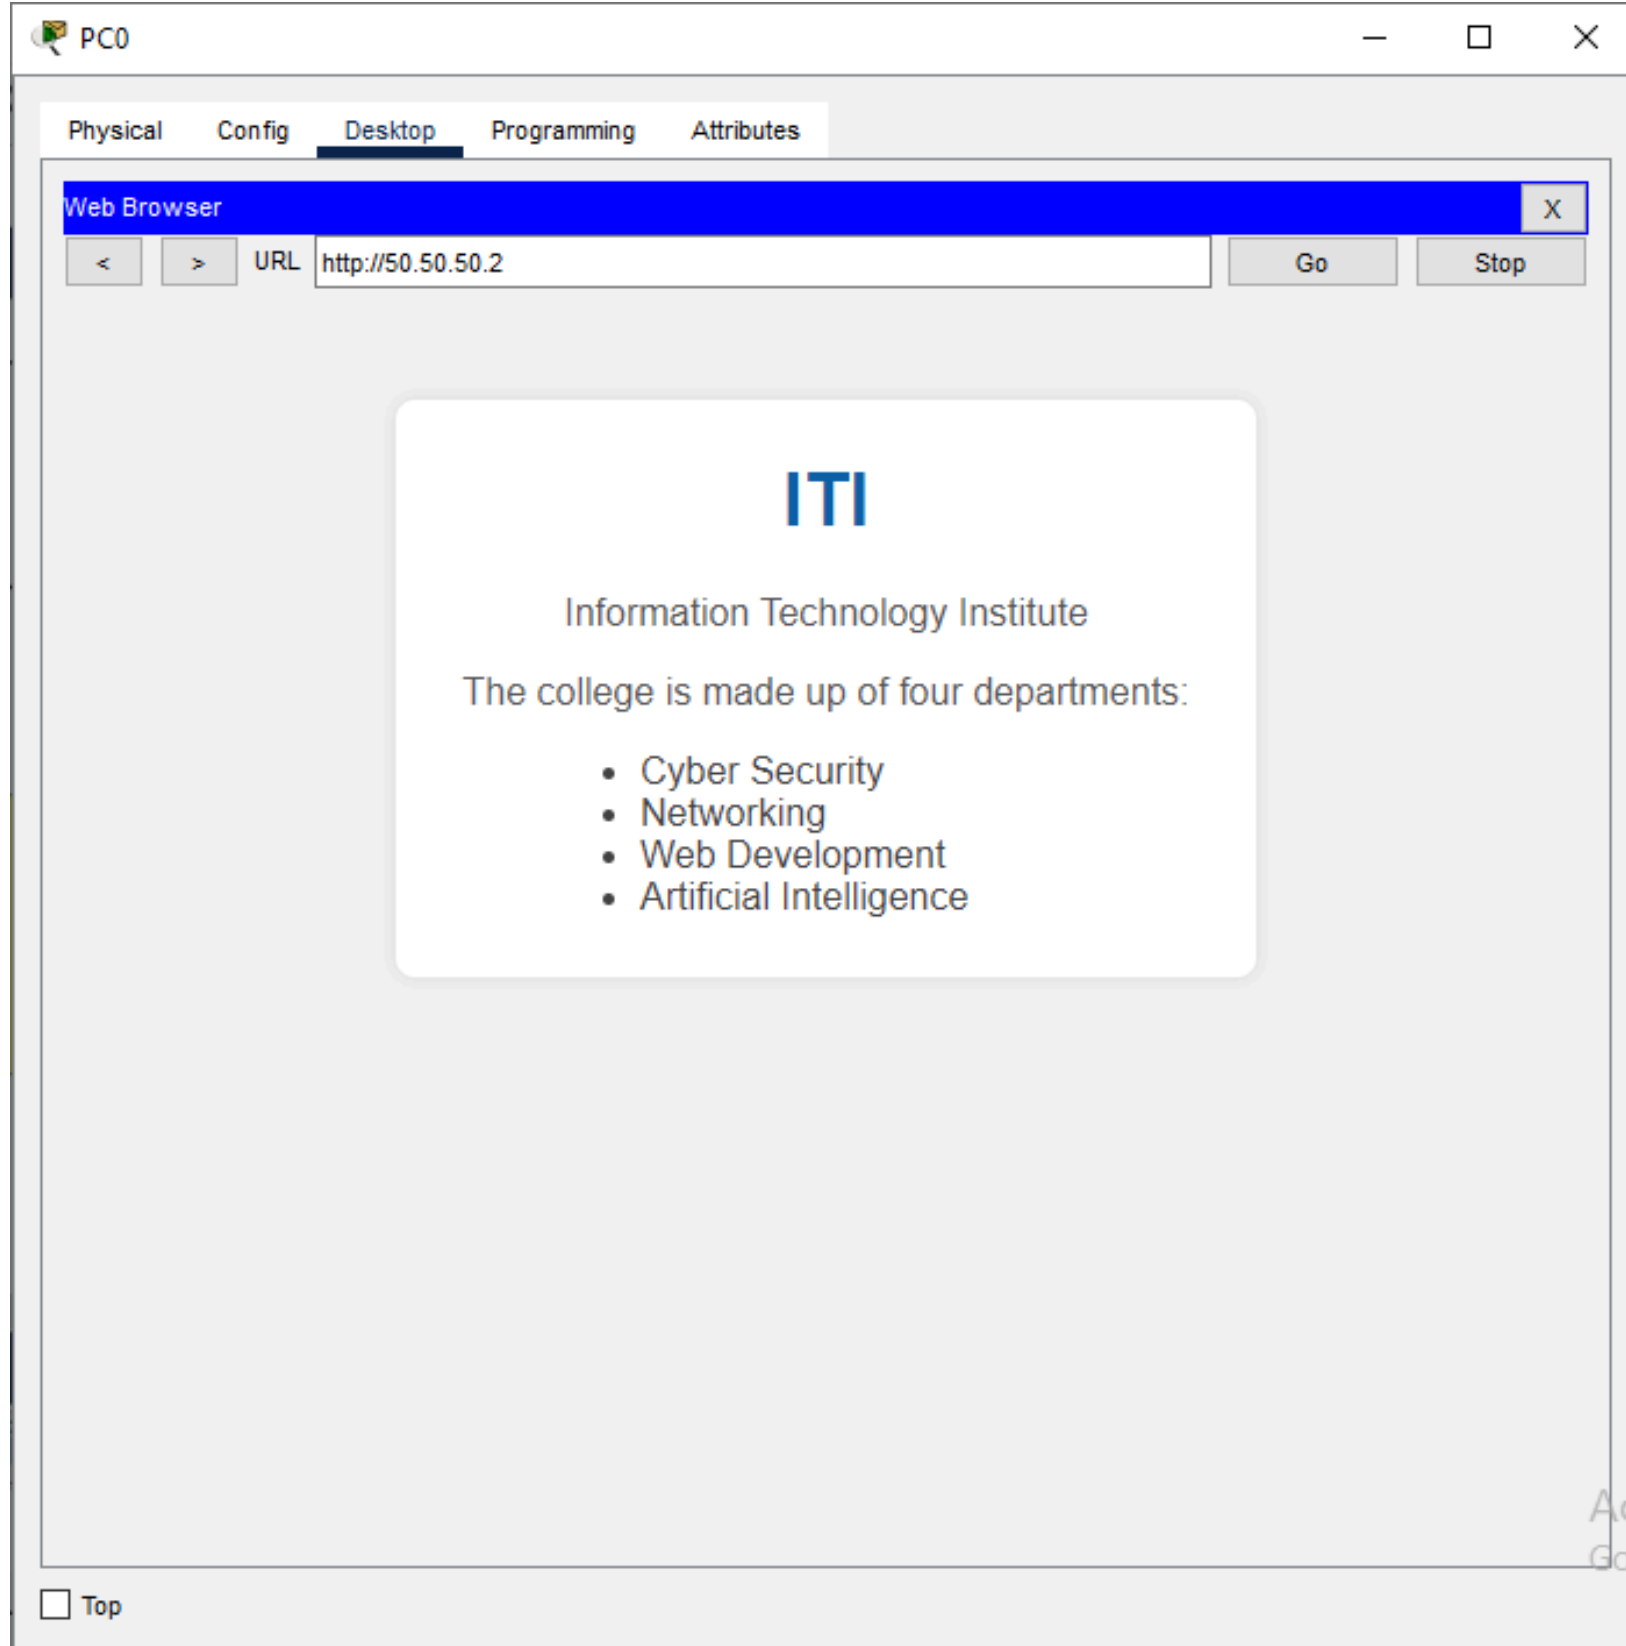 PC0
Physical Config Desktop Programming Attributes
Web Browser X
< > URL http://50.50.50.2 Go Stop
ITI
Information Technology Institute
The college is made up of four departments:
• Cyber Security
• Networking
• Web Development
• Artificial Intelligence
Top